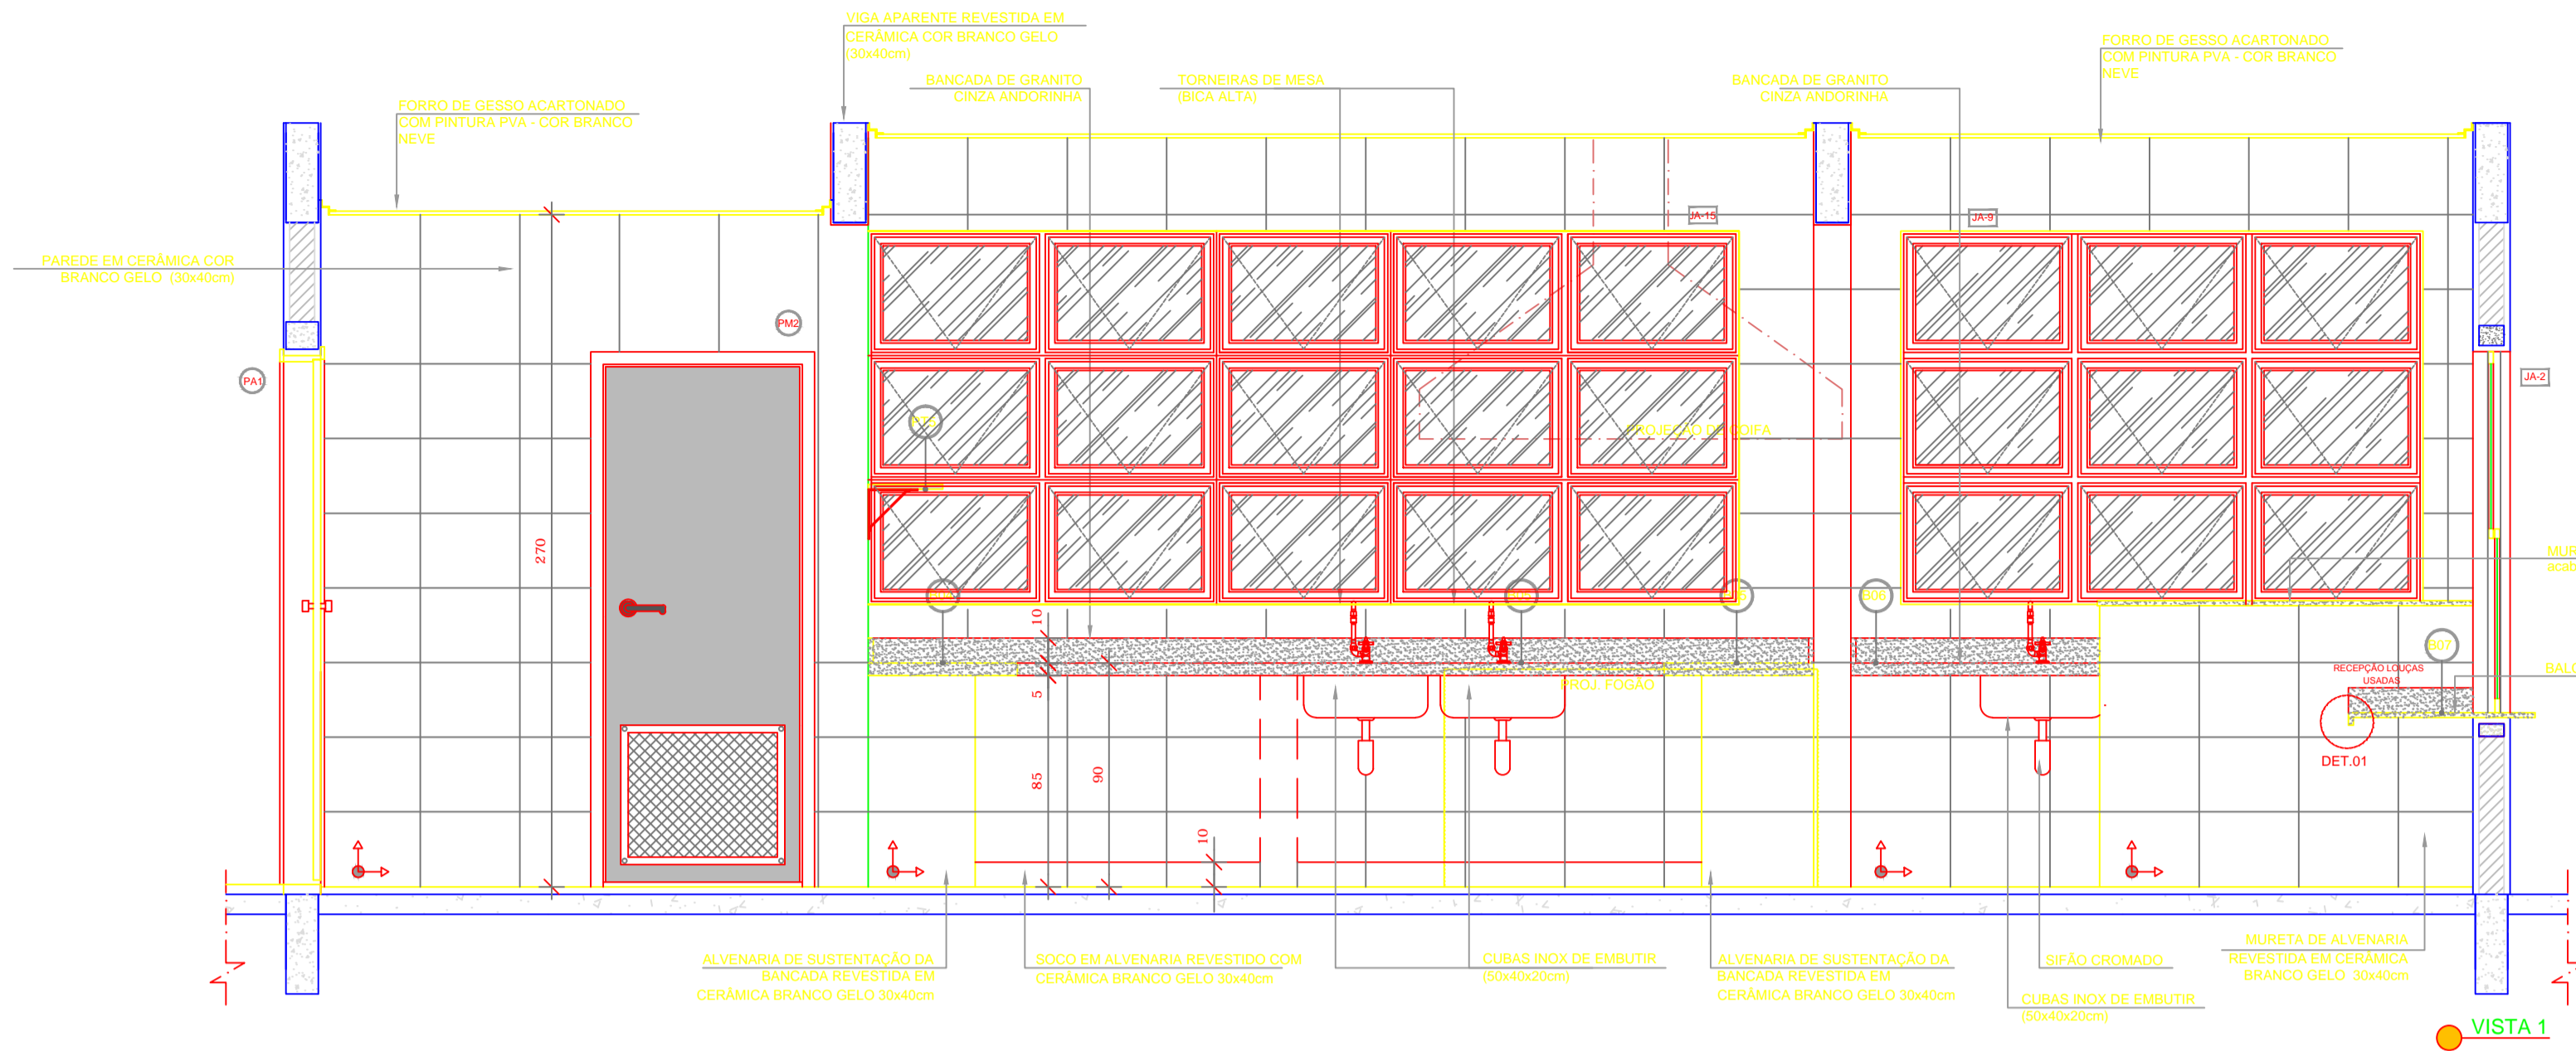 VIGA APARENTE REVESTIDA EM
CERÂMICA COR BRANCO GELO
(30x40cm)
FORRO DE GESSO ACARTONADO
COM PINTURA PVA - COR BRANCO
NEVE
BANCADA DE GRANITO
CINZA ANDORINHA
TORNEIRAS DE MESA
(BICA ALTA)
BANCADA DE GRANITO
CINZA ANDORINHA
FORRO DE GESSO ACARTONADO
COM PINTURA PVA - COR BRANCO
NEVE
JA-15
JA-9
PAREDE EM CERÂMICA COR
BRANCO GELO (30x40cm)
PM2
PA1
JA-2
PROJEÇÃO DE COIFA
270
10
B06
B07
RECEPÇÃO LOUÇAS
USADAS
5
PROJ. FOGÃO
DET.01
85
90
10
ALVENARIA DE SUSTENTAÇÃO DA
BANCADA REVESTIDA EM
CERÂMICA BRANCO GELO 30x40cm
SOCO EM ALVENARIA REVESTIDO COM
CERÂMICA BRANCO GELO 30x40cm
CUBAS INOX DE EMBUTIR
(50x40x20cm)
ALVENARIA DE SUSTENTAÇÃO DA
BANCADA REVESTIDA EM
CERÂMICA BRANCO GELO 30x40cm
SIFÃO CROMADO
CUBAS INOX DE EMBUTIR
(50x40x20cm)
MURETA DE ALVENARIA
REVESTIDA EM CERÂMICA
BRANCO GELO 30x40cm
VISTA 1